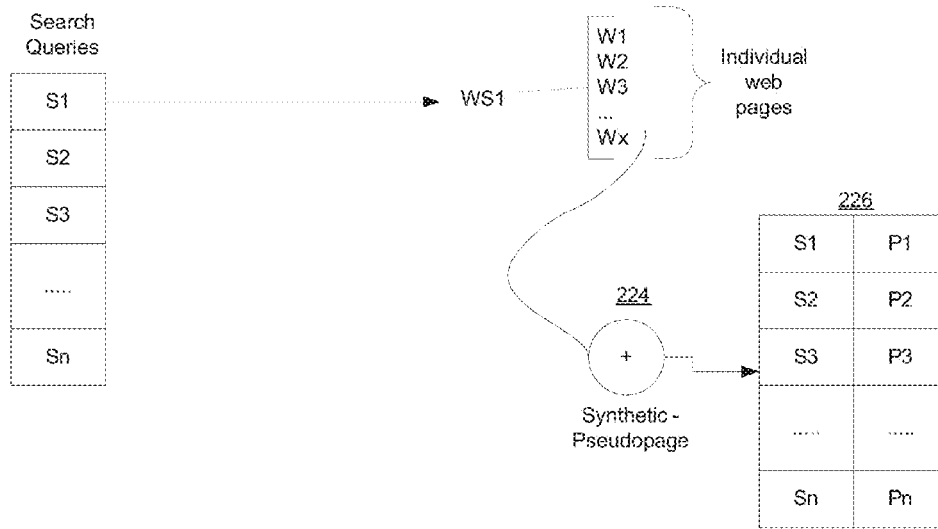 Search
Queries
S1
S2
S3
.....
Sn
WS1
W1
W2
W3
...
Wx
Individual
web
pages
224
+
Synthetic -
Pseudopage
226
S1 P1
S2 P2
S3 P3
..... .....
Sn Pn